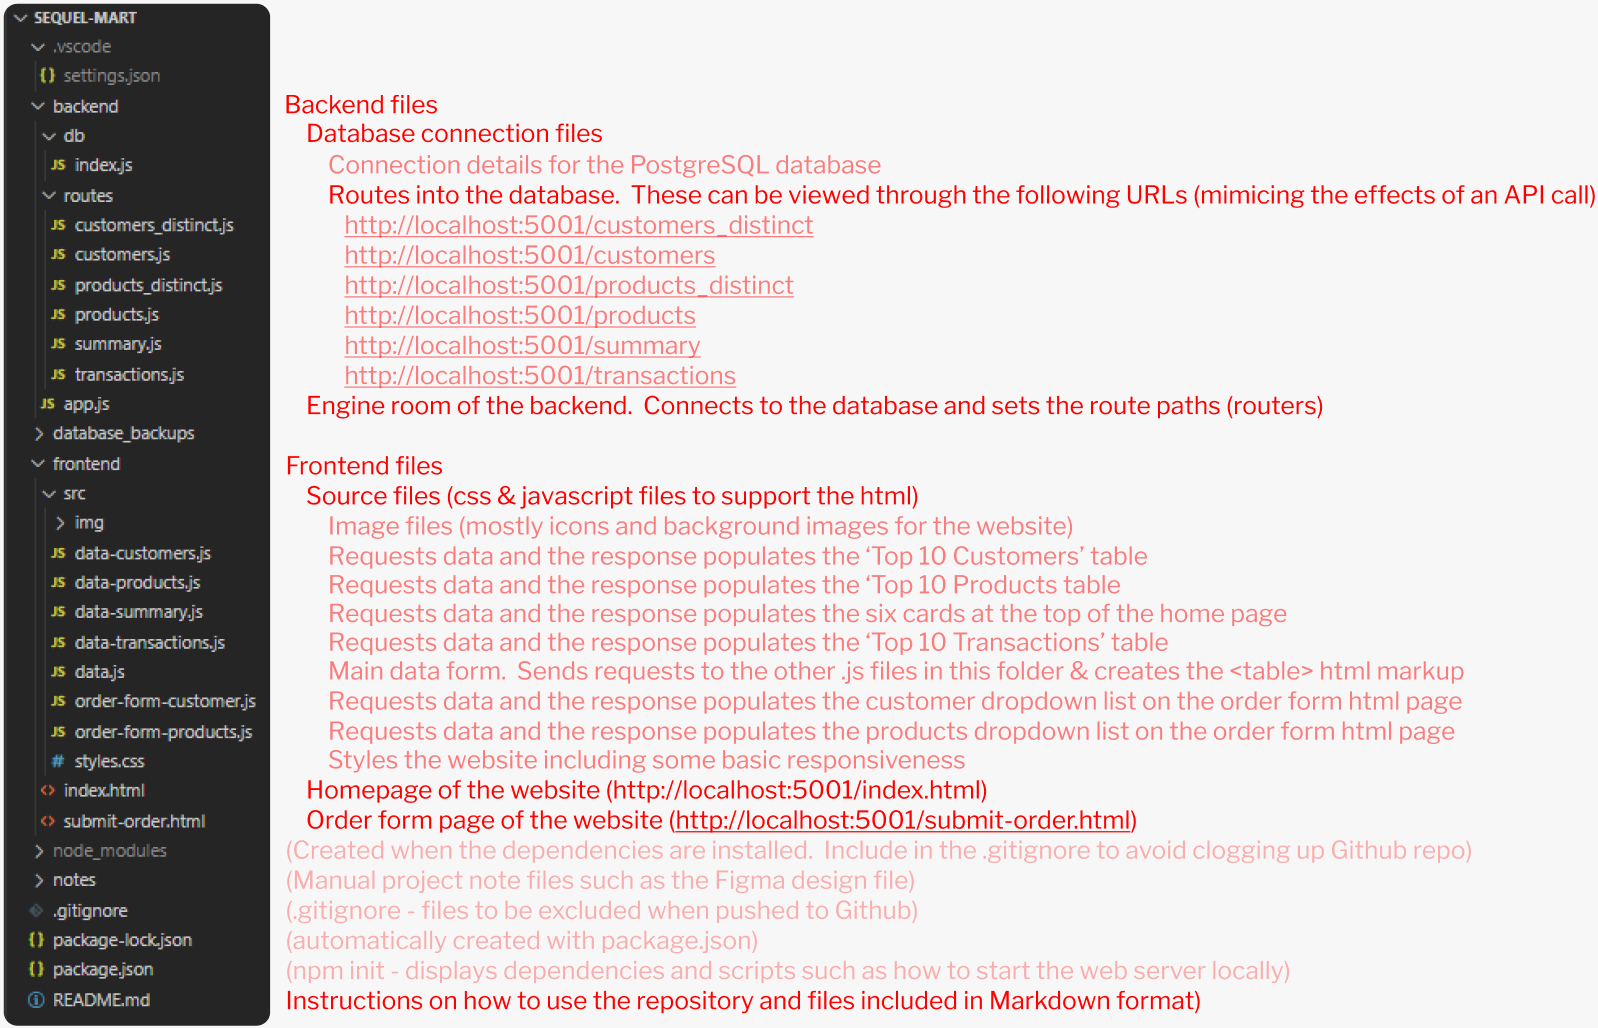 SEQUEL-MART
.vscode
{} settings.json
backend Backend files
db Database connection files
JS index.js Connection details for the PostgreSQL database
routes Routes into the database. These can be viewed through the following URLs (mimicing the effects of an API call)
JS customers_distinct.js http://localhost:5001/customers_distinct
JS customers.js http://localhost:5001/customers
JS products_distinct.js http://localhost:5001/products_distinct
JS products.js http://localhost:5001/products
JS summary.js http://localhost:5001/summary
JS transactions.js http://localhost:5001/transactions
JS app.js Engine room of the backend. Connects to the database and sets the route paths (routers)
database_backups
frontend Frontend files
src Source files (css & javascript files to support the html)
img Image files (mostly icons and background images for the website)
JS data-customers.js Requests data and the response populates the ‘Top 10 Customers’ table
JS data-products.js Requests data and the response populates the ‘Top 10 Products table
JS data-summary.js Requests data and the response populates the six cards at the top of the home page
JS data-transactions.js Requests data and the response populates the ‘Top 10 Transactions’ table
JS data.js Main data form. Sends requests to the other .js files in this folder & creates the <table> html markup
JS order-form-customer.js Requests data and the response populates the customer dropdown list on the order form html page
JS order-form-products.js Requests data and the response populates the products dropdown list on the order form html page
# styles.css Styles the website including some basic responsiveness
<> index.html Homepage of the website (http://localhost:5001/index.html)
<> submit-order.html Order form page of the website (http://localhost:5001/submit-order.html)
node_modules (Created when the dependencies are installed. Include in the .gitignore to avoid clogging up Github repo)
notes (Manual project note files such as the Figma design file)
.gitignore (.gitignore - files to be excluded when pushed to Github)
{} package-lock.json (automatically created with package.json)
{} package.json (npm init - displays dependencies and scripts such as how to start the web server locally)
README.md Instructions on how to use the repository and files included in Markdown format)